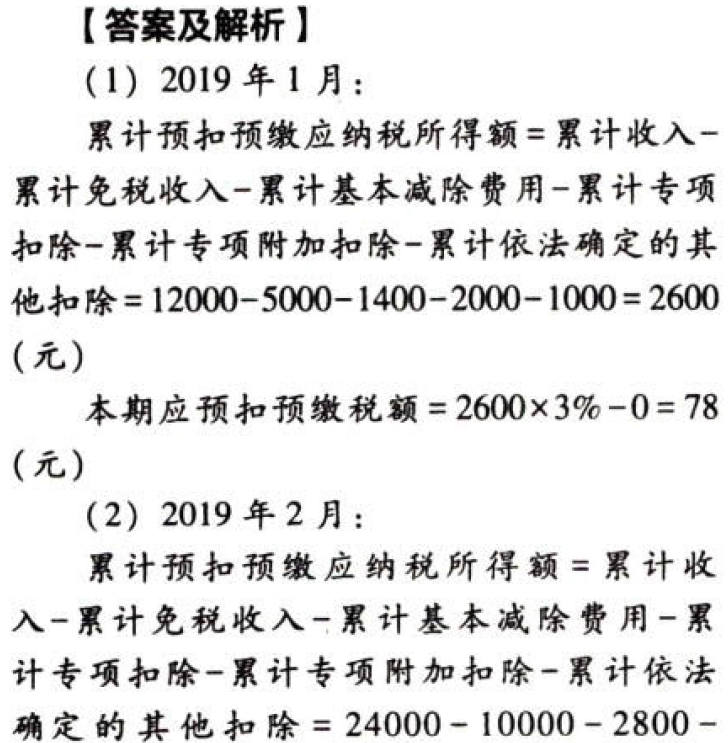 【答案及解析】
(1) 2019 年 1 月：
累计预扣预缴应纳税所得额=累计收入-
累计免税收入-累计基本减除费用-累计专项
扣除-累计专项附加扣除-累计依法确定的其
他扣除=12000-5000-1400-2000-1000=2600
(元)
本期应预扣预缴税额=2600×3%-0=78
(元)
(2) 2019 年 2 月：
累计预扣预缴应纳税所得额=累计收
入-累计免税收入-累计基本减除费用-累
计专项扣除-累计专项附加扣除-累计依法
确定的其他扣除=24000-10000-2800-